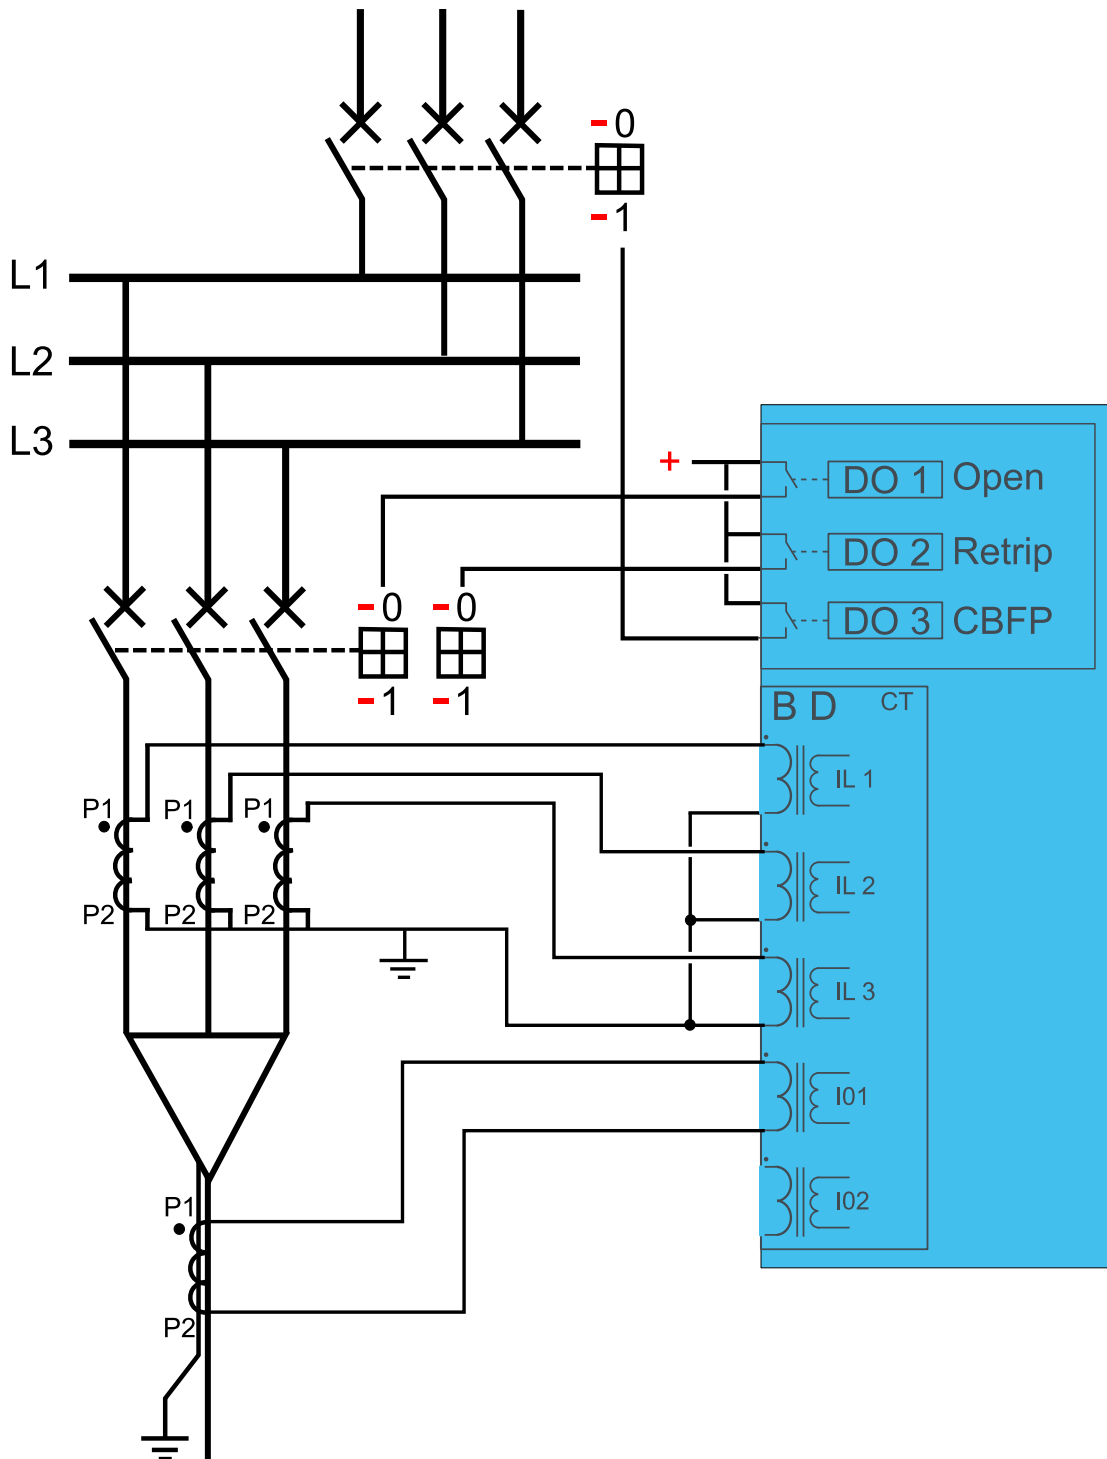 - 0
- 1
L1
L2
L3
+
DO 1 Open
DO 2 Retrip
DO 3 CBFP
- 0 - 0
- 1 - 1
B D CT
IL 1
P1 P1 P1
IL 2
P2 P2 P2
IL 3
I01
I02
P1
P2